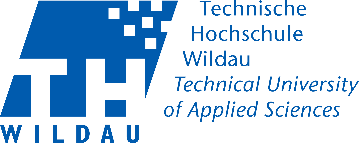 TH
WILDAU
Technische
Hochschule
Wildau
Technical University
of Applied Sciences